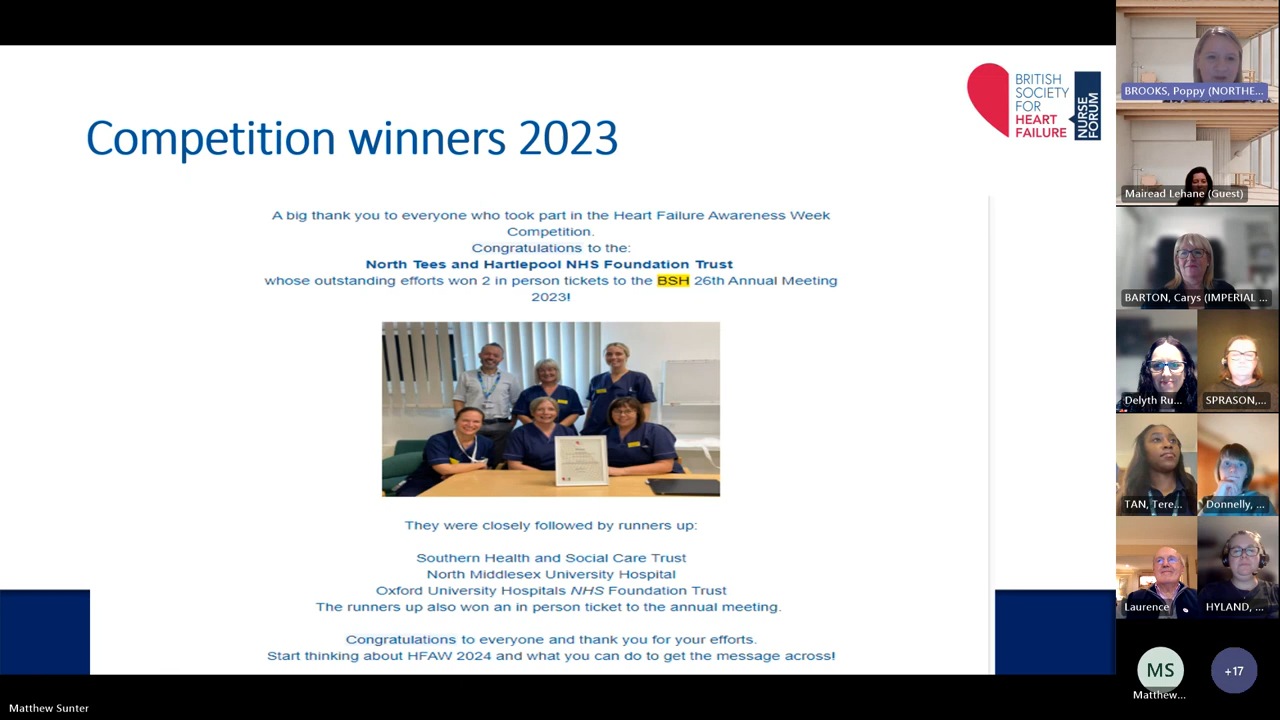 Competition winners 2023
BRITISH
SOCIETY
FOR
HEART
FAILURE
NURSE
FORUM
A big thank you to everyone who took part in the Heart Failure Awareness Week
Competition.
Congratulations to the:
North Tees and Hartlepool NHS Foundation Trust
whose outstanding efforts won 2 in person tickets to the BSH 26th Annual Meeting
2023!
They were closely followed by runners up:
Southern Health and Social Care Trust
North Middlesex University Hospital
Oxford University Hospitals NHS Foundation Trust
The runners up also won an in person ticket to the annual meeting.
Congratulations to everyone and thank you for your efforts.
Start thinking about HFAW 2024 and what you can do to get the message across!
BROOKS, Poppy (NORTHE...
Mairead Lehane (Guest)
BARTON, Carys (IMPERIAL ...
Delyth Ru...
SPRASON,...
TAN, Tere...
Donnelly, ...
Laurence
HYLAND, ...
MS
Matthew...
+17
Matthew Sunter